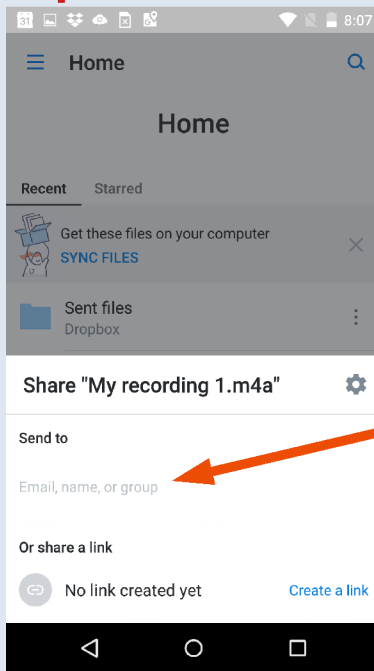 31 8:07
Home
Home
Recent Starred
Get these files on your computer
SYNC FILES
Sent files
Dropbox
Share "My recording 1.m4a"
Send to
Email, name, or group
Or share a link
No link created yet Create a link